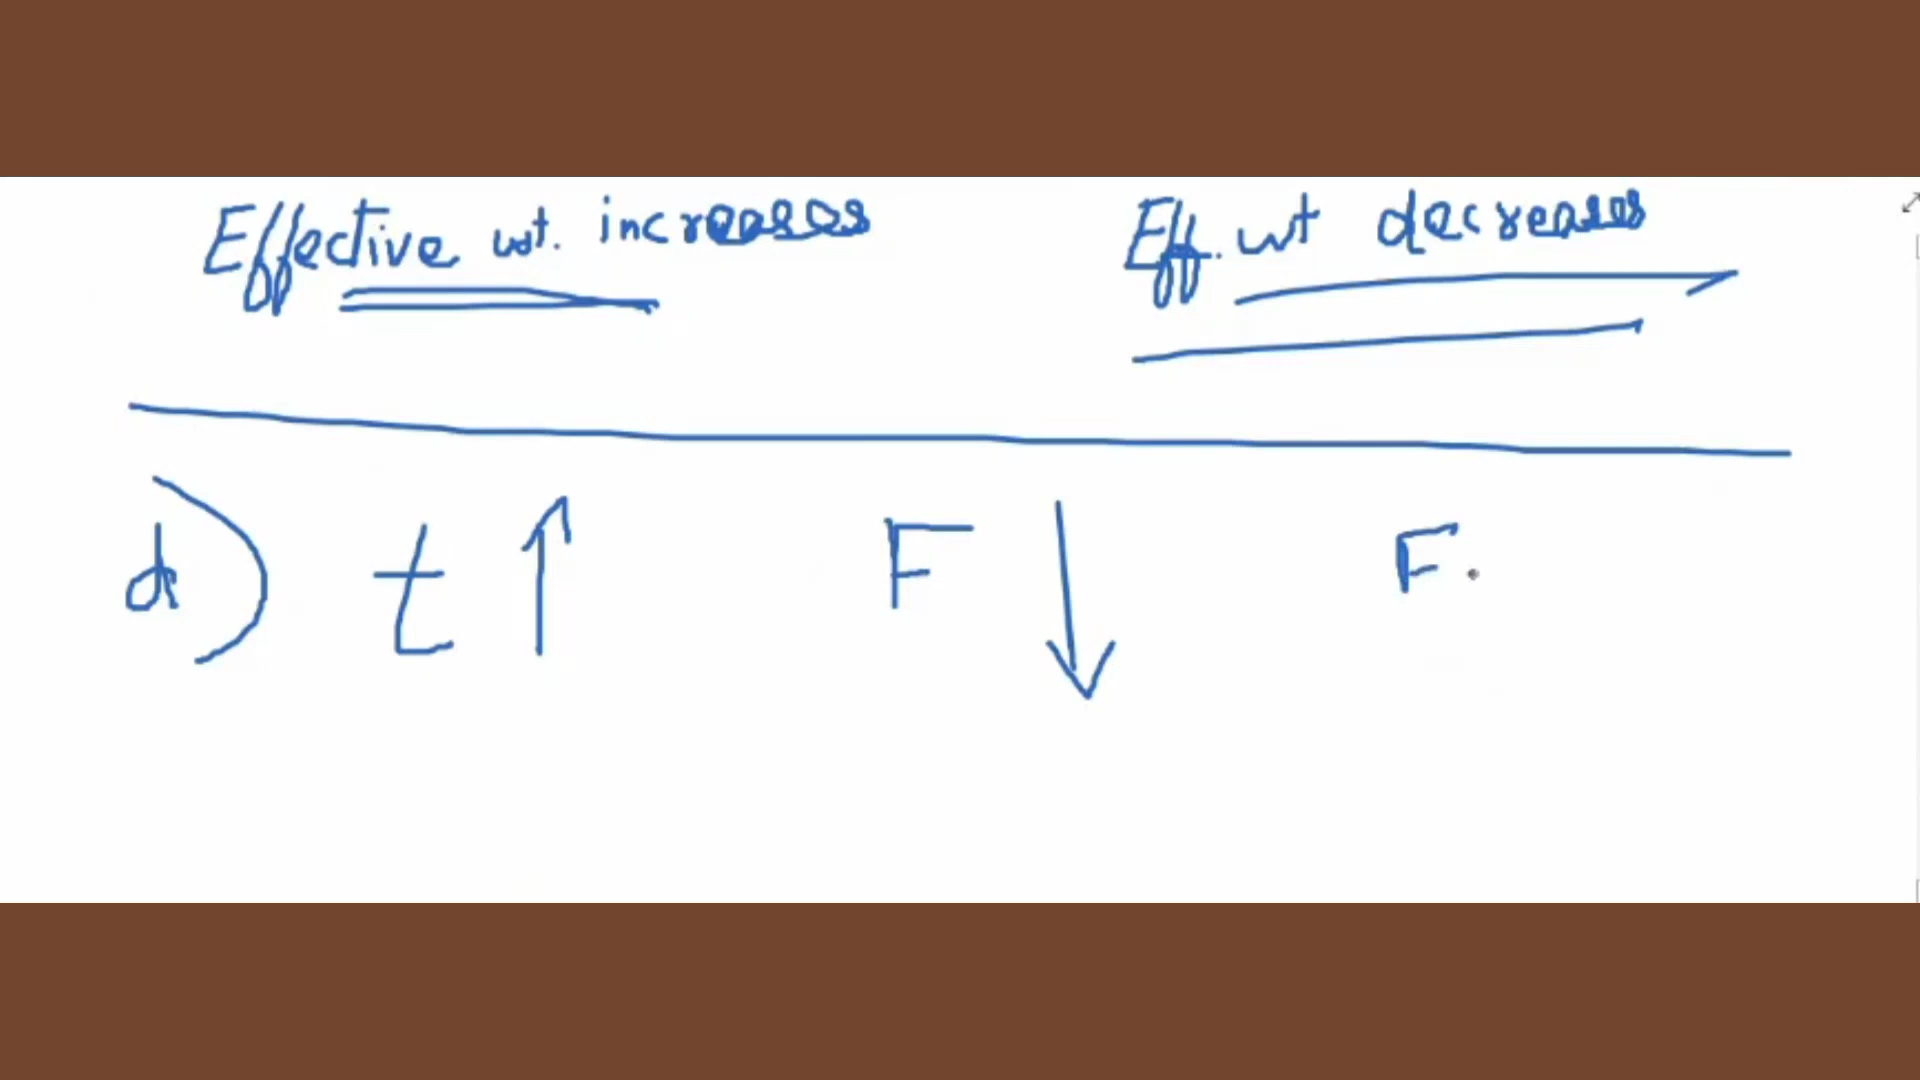 Effective wt. increases Eff. wt decreases
d) t ↑ F ↓ F